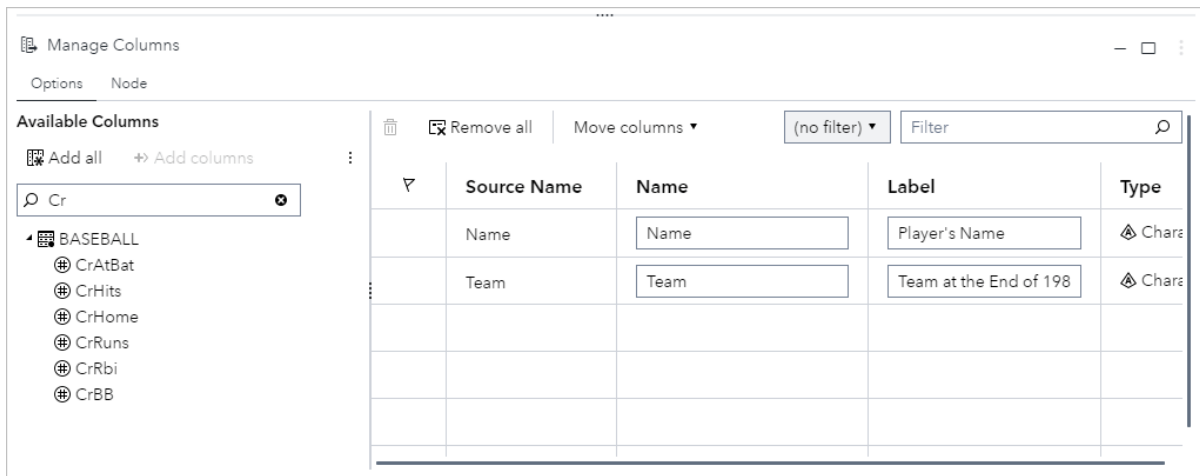 Manage Columns
Options Node
Available Columns
Add all Add columns
Cr
BASEBALL
CrAtBat
CrHits
CrHome
CrRuns
CrRbi
CrBB
Remove all Move columns (no filter) Filter
Source Name Name Label Type
Name Name Player's Name Chara
Team Team Team at the End of 198 Chara